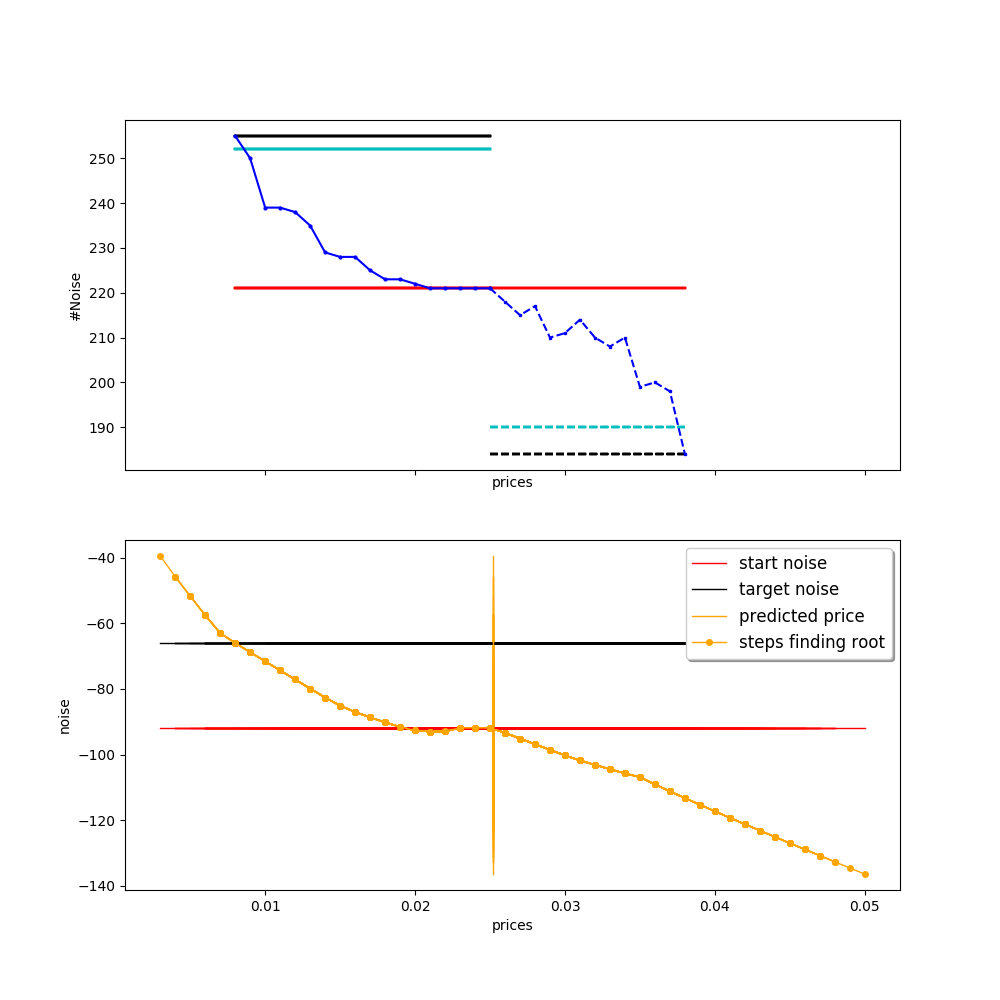 250
240
230
220
210
200
190
#Noise
prices
−40
−60
−80
−100
−120
−140
noise
start noise
target noise
predicted price
steps finding root
0.01 0.02 0.03 0.04 0.05
prices